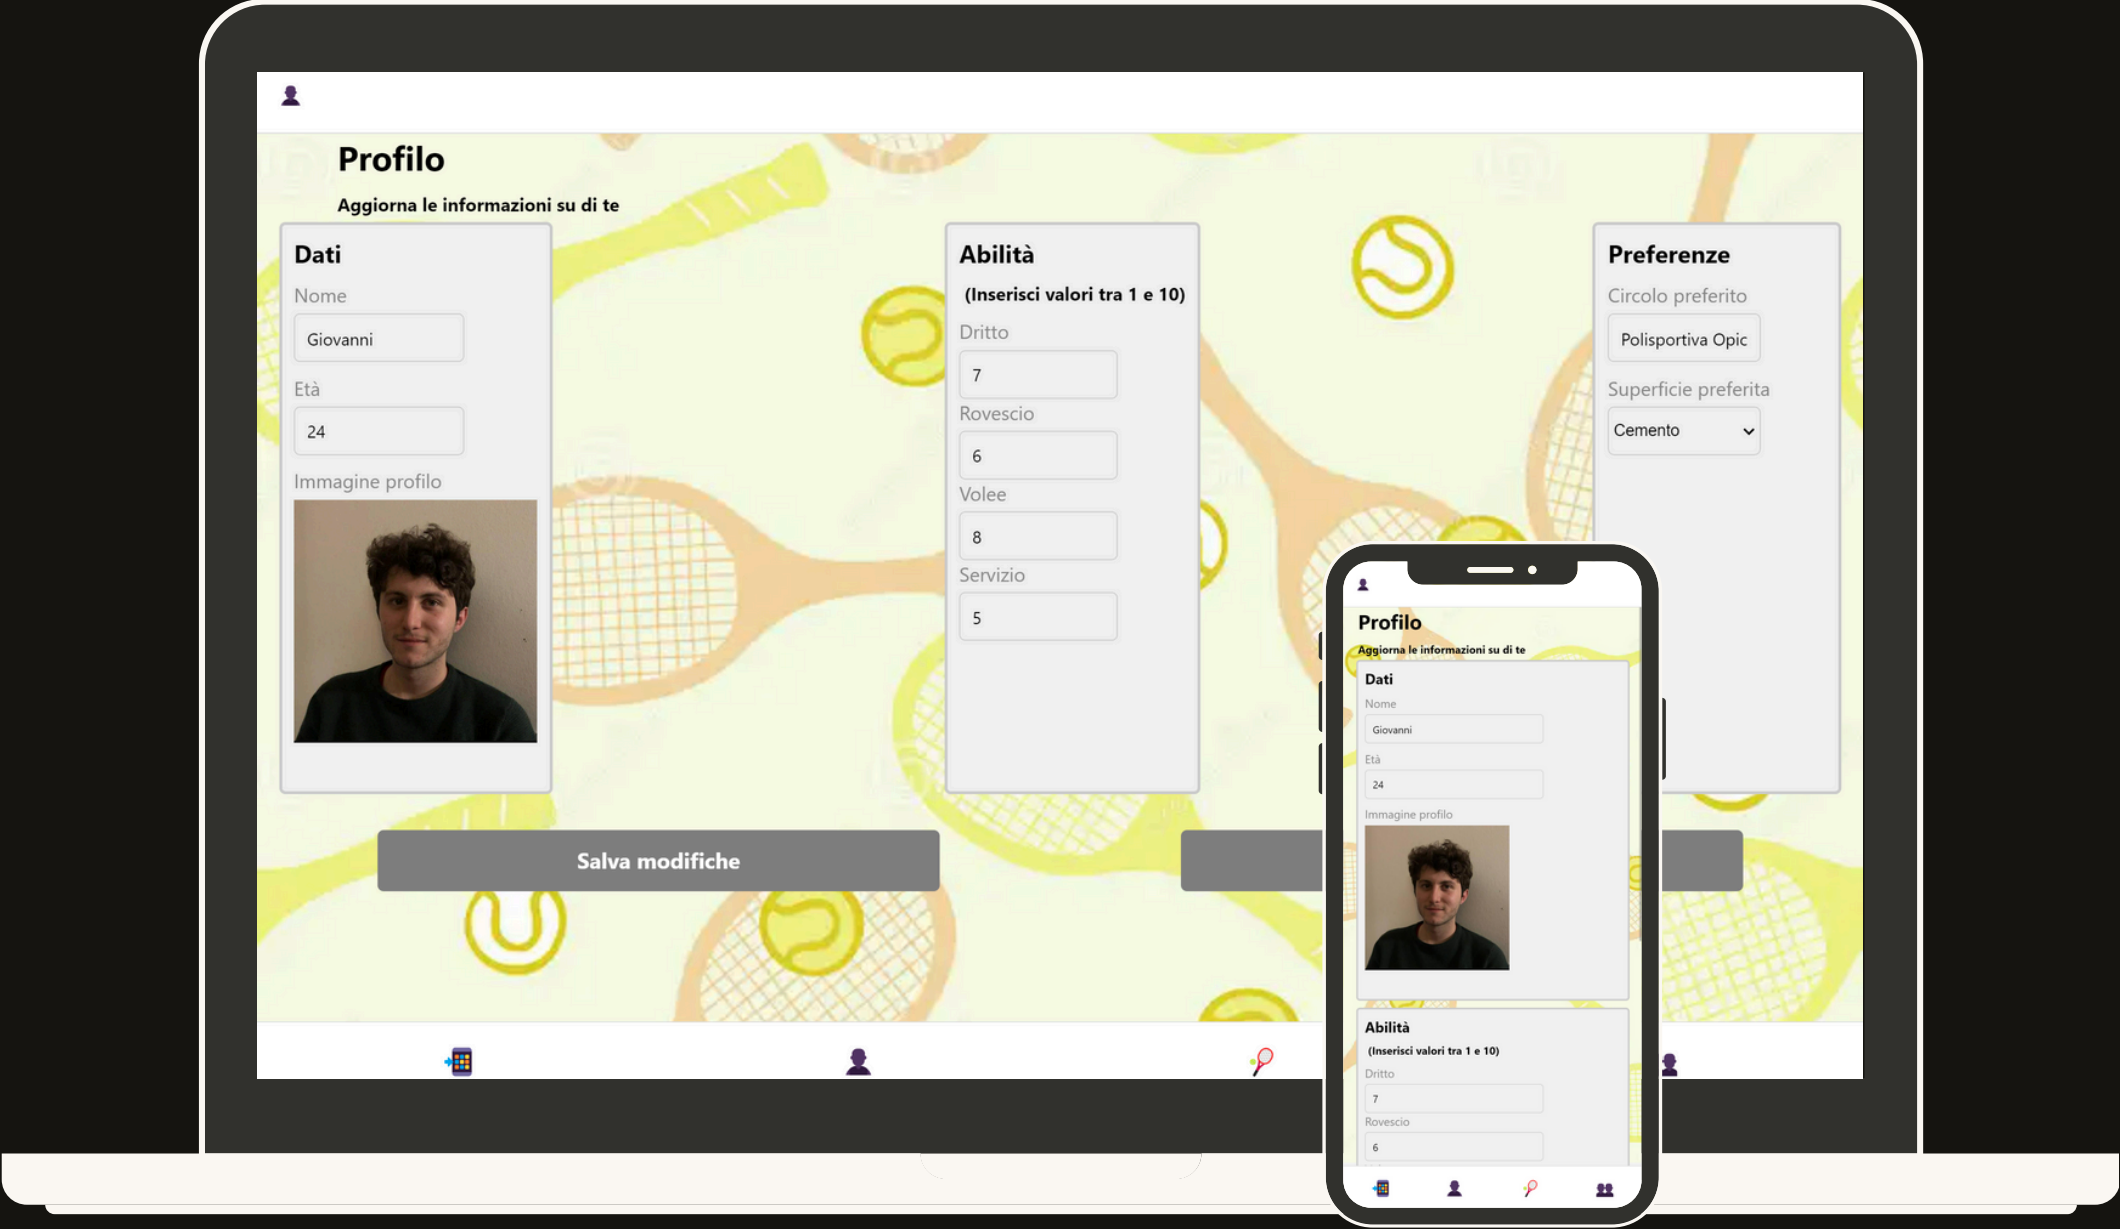 Profilo
Aggiorna le informazioni su di te
Dati
Nome
Giovanni
Età
24
Immagine profilo
Abilità
(Inserisci valori tra 1 e 10)
Dritto
7
Rovescio
6
Volee
8
Servizio
5
Preferenze
Circolo preferito
Polisportiva Opic
Superficie preferita
Cemento
Salva modifiche
Profilo
Aggiorna le informazioni su di te
Dati
Nome
Giovanni
Età
24
Immagine profilo
Abilità
(Inserisci valori tra 1 e 10)
Dritto
7
Rovescio
6